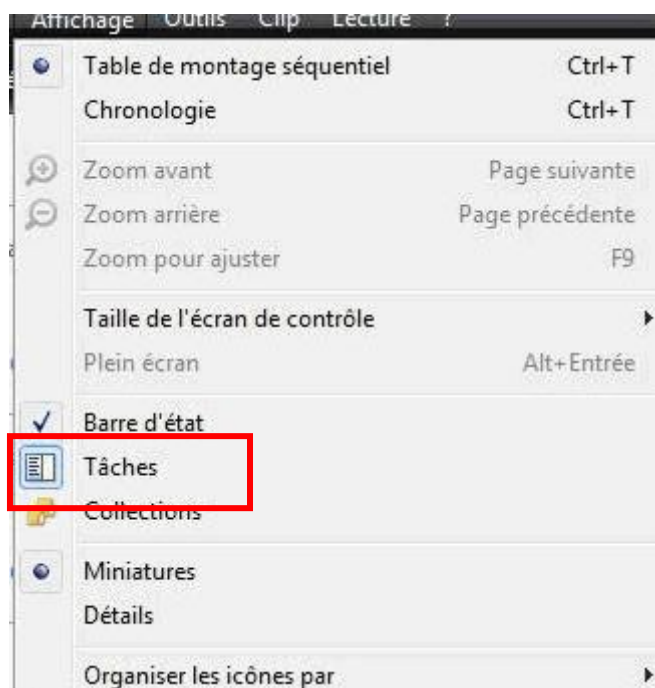 Affichage Outils Clip Lecture ?
Table de montage séquentiel Ctrl+T
Chronologie Ctrl+T
Zoom avant Page suivante
Zoom arrière Page précédente
Zoom pour ajuster F9
Taille de l'écran de contrôle
Plein écran Alt+Entrée
Barre d'état
Tâches
Collections
Miniatures
Détails
Organiser les icônes par